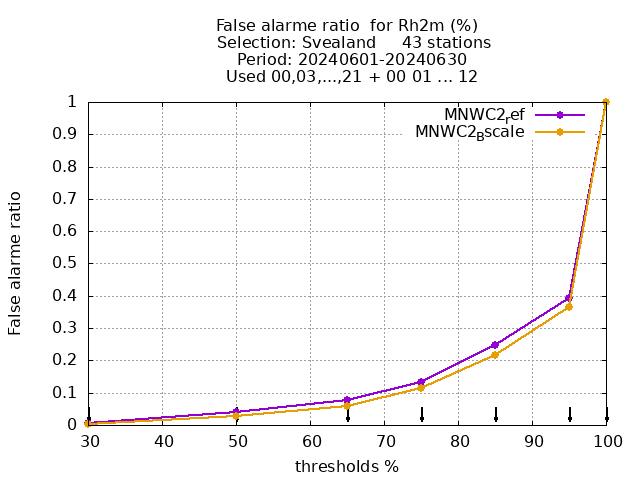 False alarme ratio  for Rh2m (%)
Selection: Svealand     43 stations
Period: 20240601-20240630
Used 00,03,...,21 + 00 01 ... 12
MNWC2ref
MNWC2Bscale
1
0.9
0.8
0.7
0.6
0.5
0.4
0.3
0.2
0.1
0
False alarme ratio
30 40 50 60 70 80 90 100
thresholds %